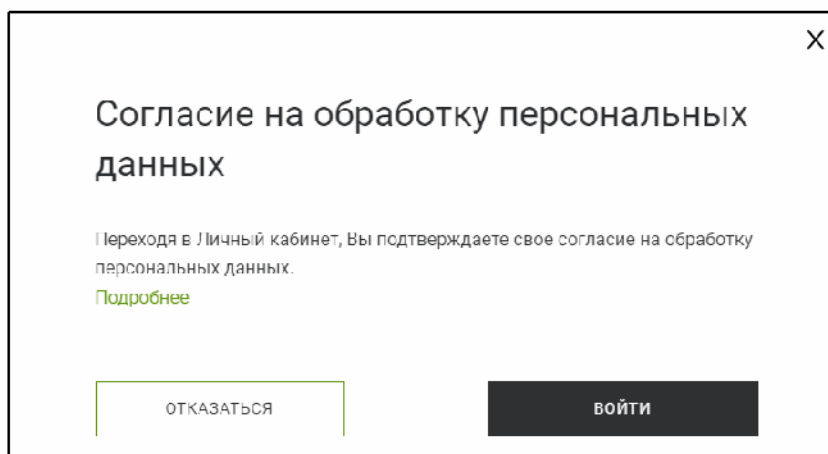 X
Согласие на обработку персональных
данных
Переходя в Личный кабинет, Вы подтверждаете свое согласие на обработку
персональных данных.
Подробнее
ОТКАЗАТЬСЯ ВОЙТИ